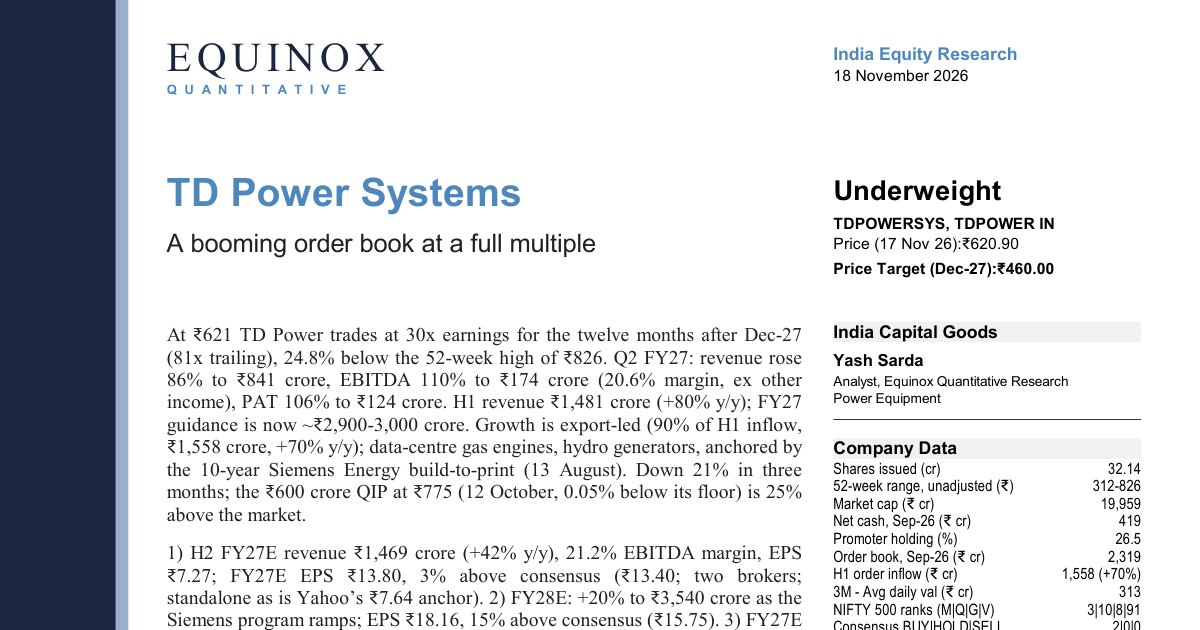 EQUINOX
QUANTITATIVE
India Equity Research
18 November 2026
TD Power Systems
A booming order book at a full multiple
Underweight
TDPOWERSYS, TDPOWER IN
Price (17 Nov 26):₹620.90
Price Target (Dec-27):₹460.00
At ₹621 TD Power trades at 30x earnings for the twelve months after Dec-27
(81x trailing), 24.8% below the 52-week high of ₹826. Q2 FY27: revenue rose
86% to ₹841 crore, EBITDA 110% to ₹174 crore (20.6% margin, ex other
income), PAT 106% to ₹124 crore. H1 revenue ₹1,481 crore (+80% y/y); FY27
guidance is now ~₹2,900-3,000 crore. Growth is export-led (90% of H1 inflow,
₹1,558 crore, +70% y/y); data-centre gas engines, hydro generators, anchored by
the 10-year Siemens Energy build-to-print (13 August). Down 21% in three
months; the ₹600 crore QIP at ₹775 (12 October, 0.05% below its floor) is 25%
above the market.
1) H2 FY27E revenue ₹1,469 crore (+42% y/y), 21.2% EBITDA margin, EPS
₹7.27; FY27E EPS ₹13.80, 3% above consensus (₹13.40; two brokers;
standalone as is Yahoo's ₹7.64 anchor). 2) FY28E: +20% to ₹3,540 crore as the
Siemens program ramps; EPS ₹18.16, 15% above consensus (₹15.75). 3) FY27E
India Capital Goods
Yash Sarda
Analyst, Equinox Quantitative Research
Power Equipment
Company Data
Shares issued (cr) 32.14
52-week range, unadjusted (₹) 312-826
Market cap (₹ cr) 19,959
Net cash, Sep-26 (₹ cr) 419
Promoter holding (%) 26.5
Order book, Sep-26 (₹ cr) 2,319
H1 order inflow (₹ cr) 1,558 (+70%)
3M - Avg daily val (₹ cr) 313
NIFTY 500 ranks (M|Q|G|V) 3|10|8|91
Consensus BUY|HOLD|SELL 2|0|0